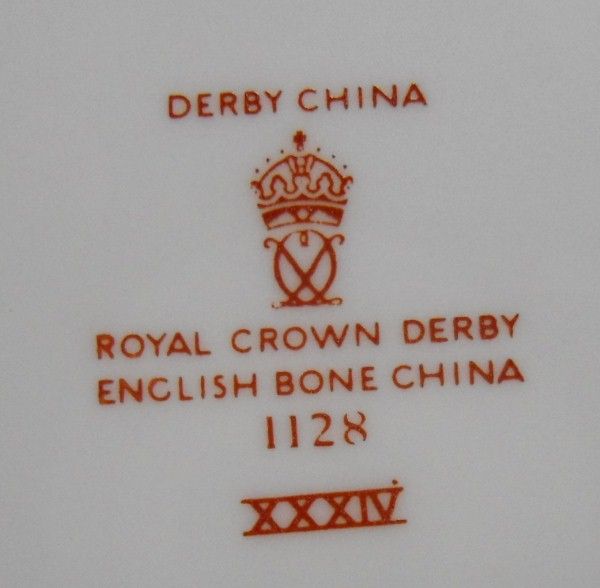 DERBY CHINA
ROYAL CROWN DERBY
ENGLISH BONE CHINA
1128
XXXIV